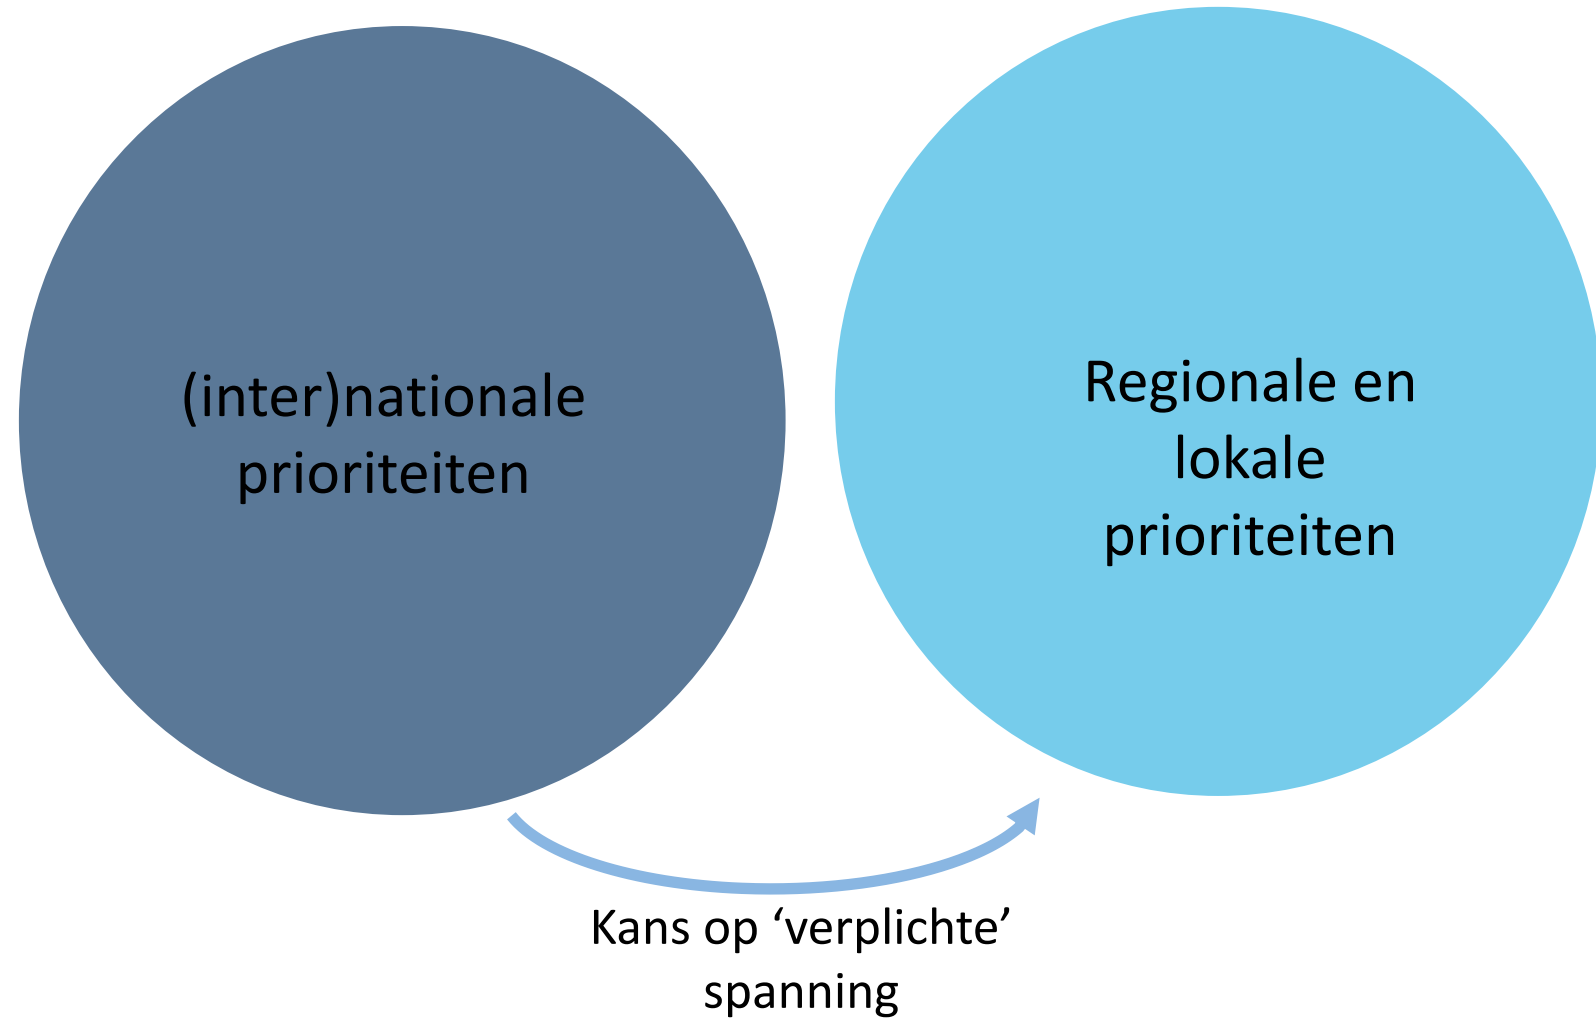 (inter)nationale
prioriteiten
Regionale en
lokale
prioriteiten
Kans op ‘verplichte’
spanning